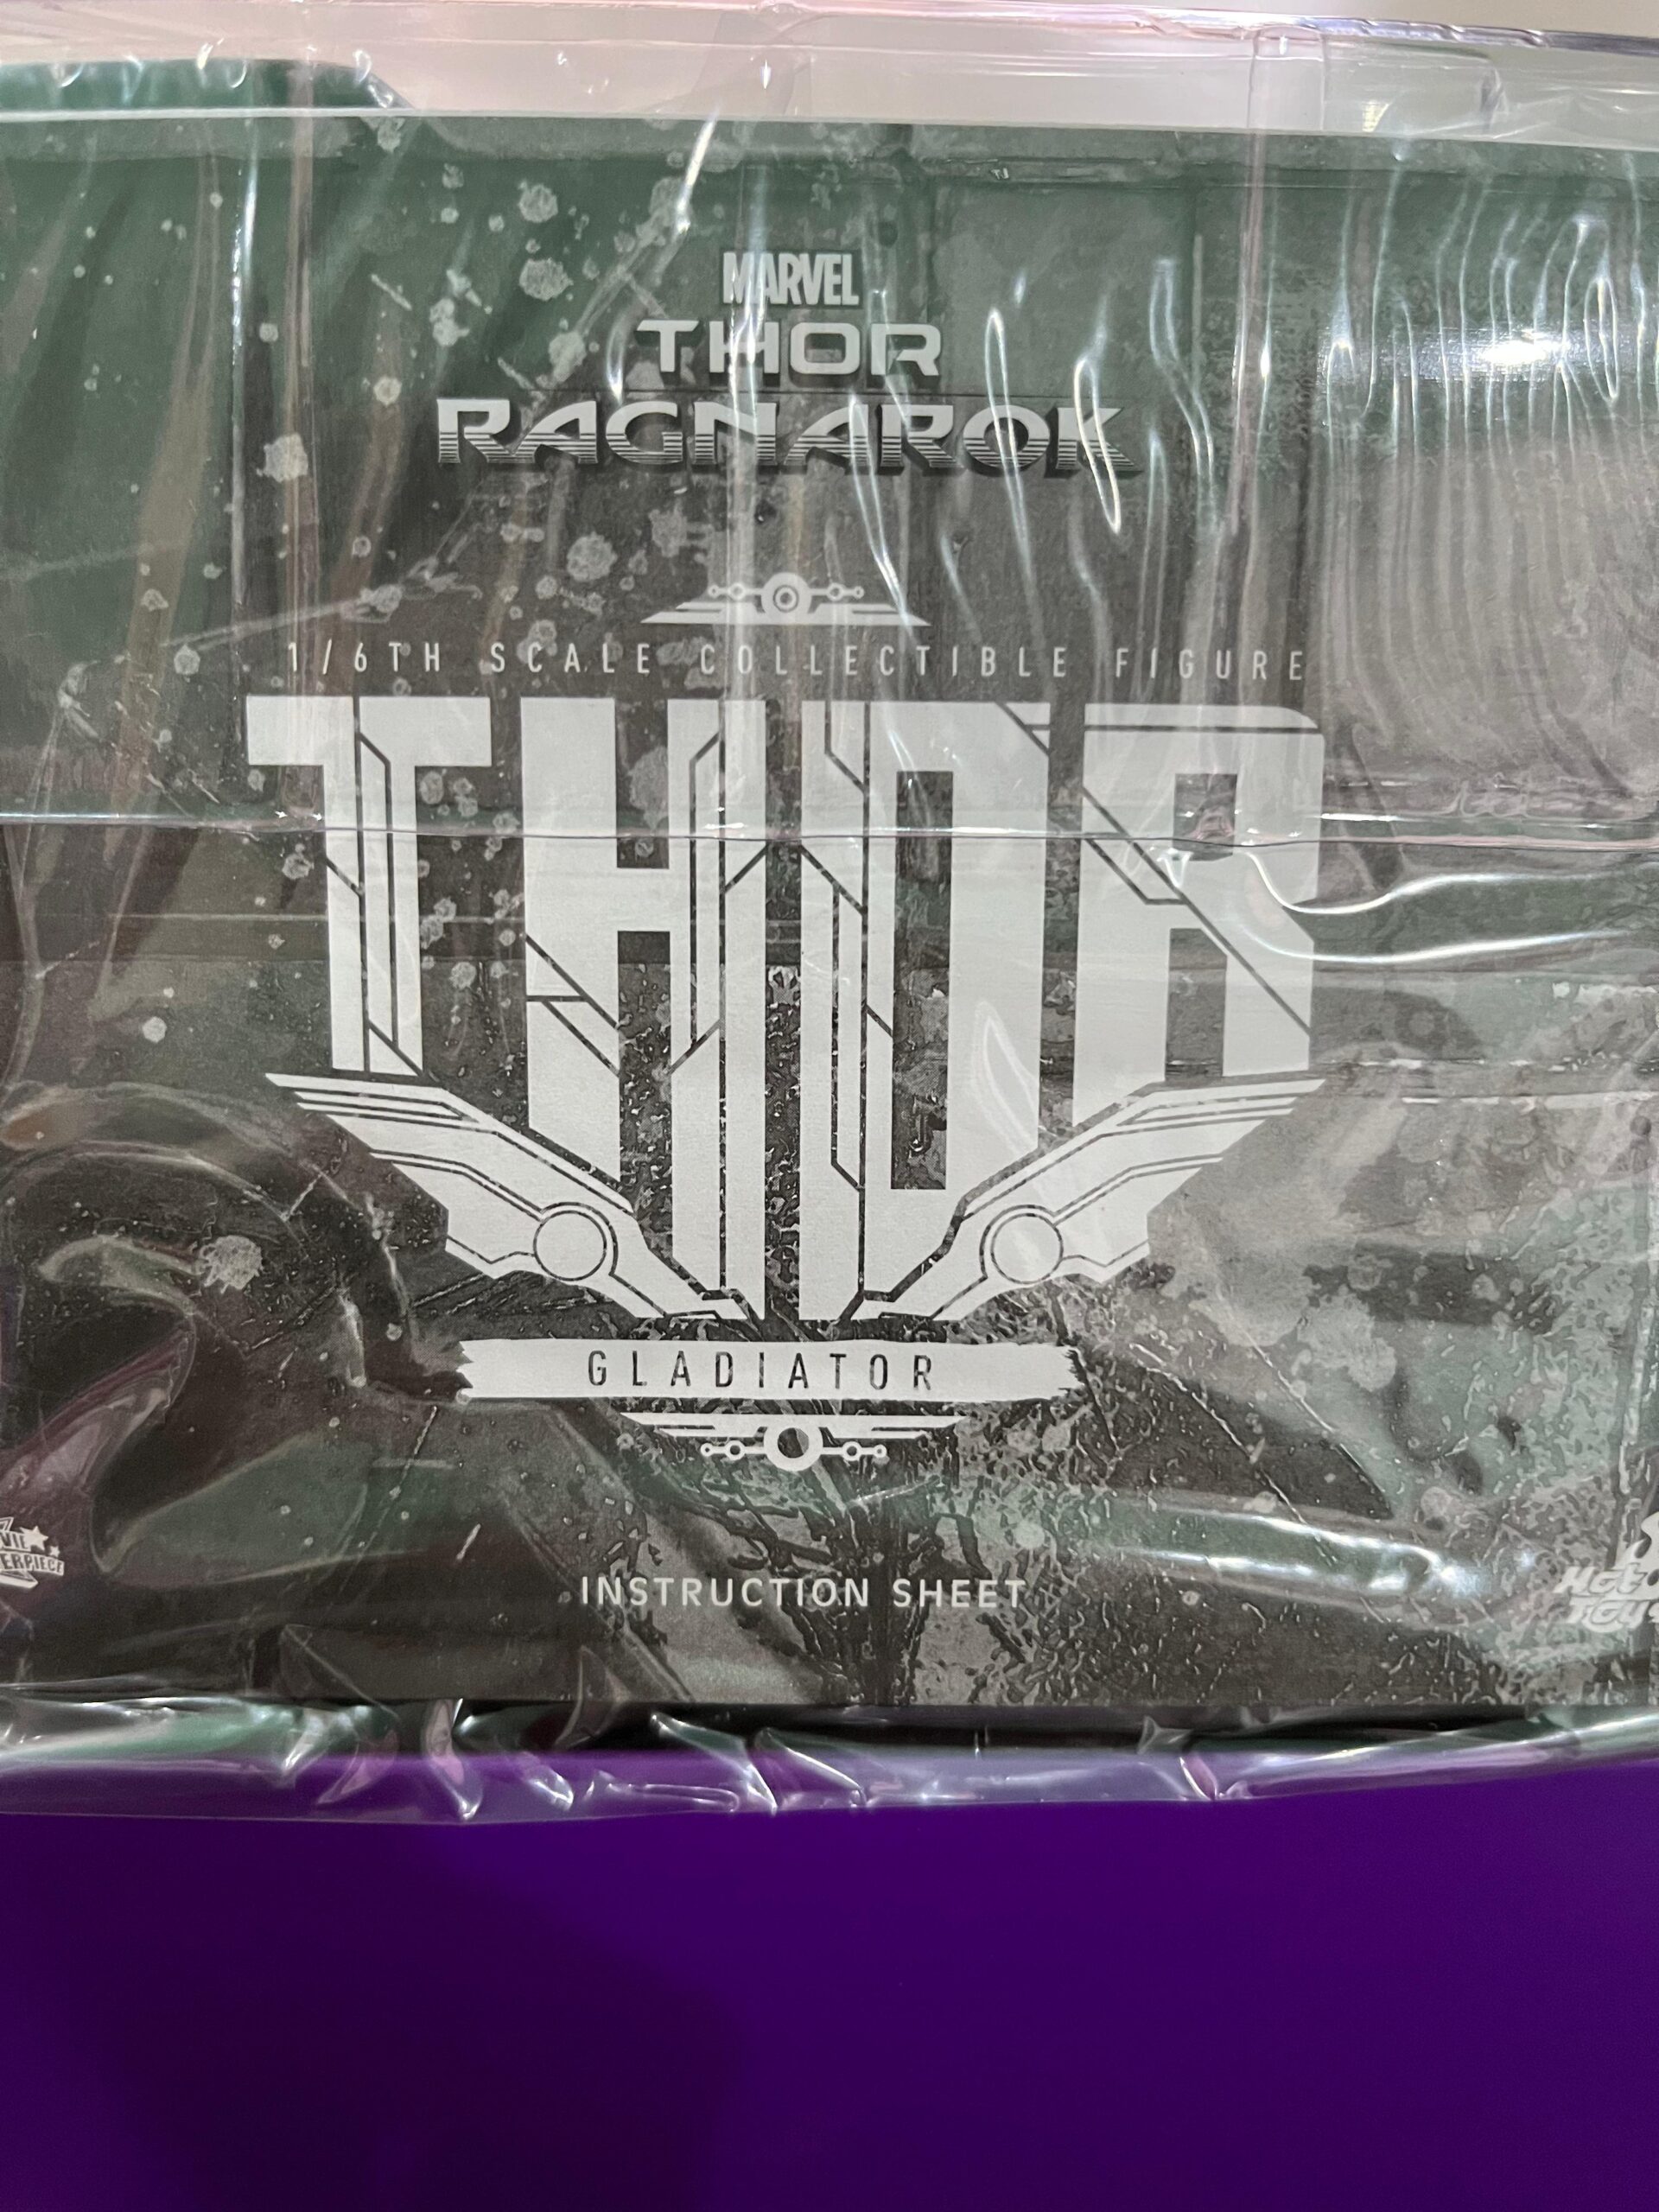 MARVEL
THOR
RAGNAROK
1/6TH SCALE COLLECTIBLE FIGURE
THOR
GLADIATOR
INSTRUCTION SHEET